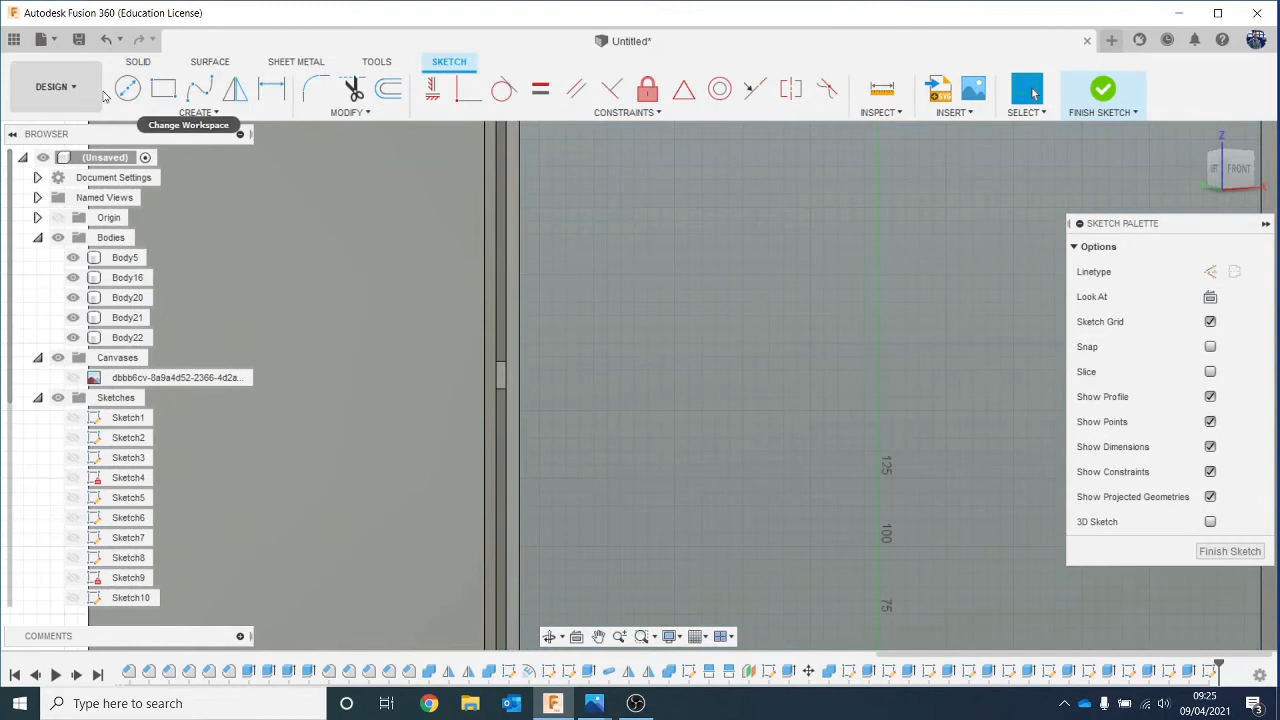 Autodesk Fusion 360 (Education License)
Untitled*
SOLID SURFACE SHEET METAL TOOLS SKETCH
DESIGN
CREATE MODIFY CONSTRAINTS INSPECT INSERT SELECT FINISH SKETCH
Change Workspace
BROWSER
(Unsaved)
Document Settings
Named Views
Origin
Bodies
Body5
Body16
Body20
Body21
Body22
Canvases
dbbb6cv-8a9a4d52-2366-4d2a...
Sketches
Sketch1
Sketch2
Sketch3
Sketch4
Sketch5
Sketch6
Sketch7
Sketch8
Sketch9
Sketch10
COMMENTS
125
100
75
Z
FRONT
X
SKETCH PALETTE
Options
Linetype
Look At
Sketch Grid
Snap
Slice
Show Profile
Show Points
Show Dimensions
Show Constraints
Show Projected Geometries
3D Sketch
Finish Sketch
Type here to search
09:25
09/04/2021
3